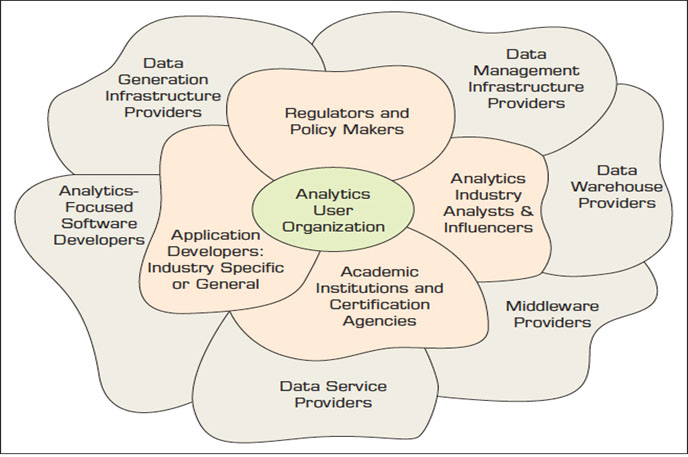 Data
Generation
Infrastructure
Providers
Data
Management
Infrastructure
Providers
Regulators and
Policy Makers
Analytics-
Focused
Software
Developers
Application
Developers:
Industry Specific
or General
Analytics
User
Organization
Analytics
Industry
Analysts &
Influencers
Data
Warehouse
Providers
Academic
Institutions and
Certification
Agencies
Middleware
Providers
Data Service
Providers